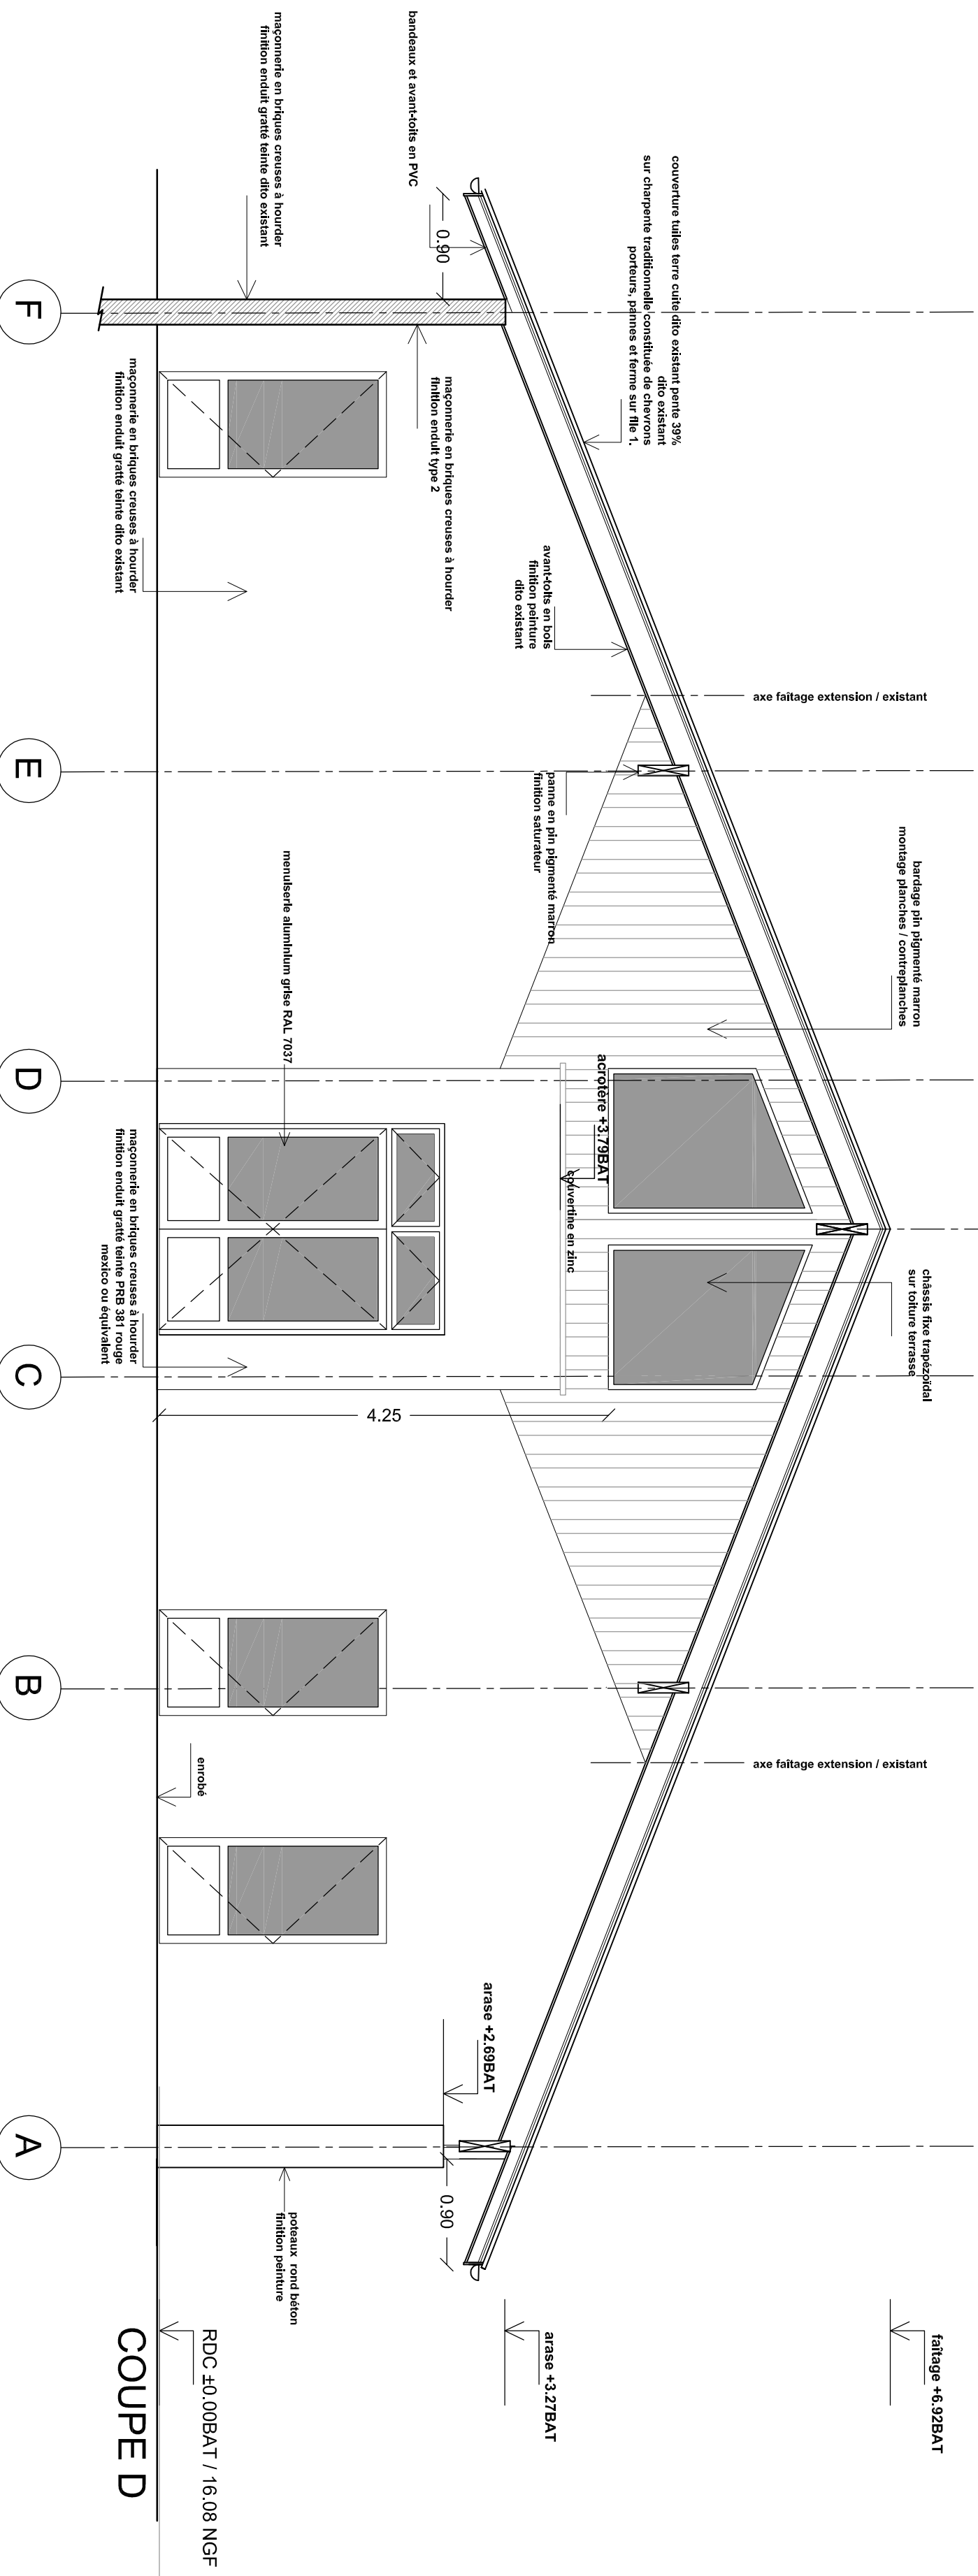 faîtage +6.92BAT
arase +3.27BAT
RDC ±0.00BAT / 16.08 NGF
COUPE D
couverture tuiles terre cuite dito existant pente 39%
dito existant
sur charpente traditionnelle constituée de chevrons
porteurs, pannes et ferme sur file 1.
bandeaux et avant-toits en PVC
0.90
maçonnerie en briques creuses à hourder
finition enduit gratté teinte dito existant
maçonnerie en briques creuses à hourder
finition enduit type 2
maçonnerie en briques creuses à hourder
finition enduit gratté teinte dito existant
avant-toits en bois
finition peinture
dito existant
axe faîtage extension / existant
panne en pin pigmenté marron
finition saturateur
bardage pin pigmenté marron
montage planches / contreplanches
menuiserie aluminium grise RAL 7037
acrotère +3.79BAT
couvertine en zinc
châssis fixe trapézoïdal
sur toiture terrasse
maçonnerie en briques creuses à hourder
finition enduit gratté teinte PRB 381 rouge
mexico ou équivalent
4.25
axe faîtage extension / existant
enrobé
arase +2.69BAT
0.90
poteaux rond béton
finition peinture
F
E
D
C
B
A